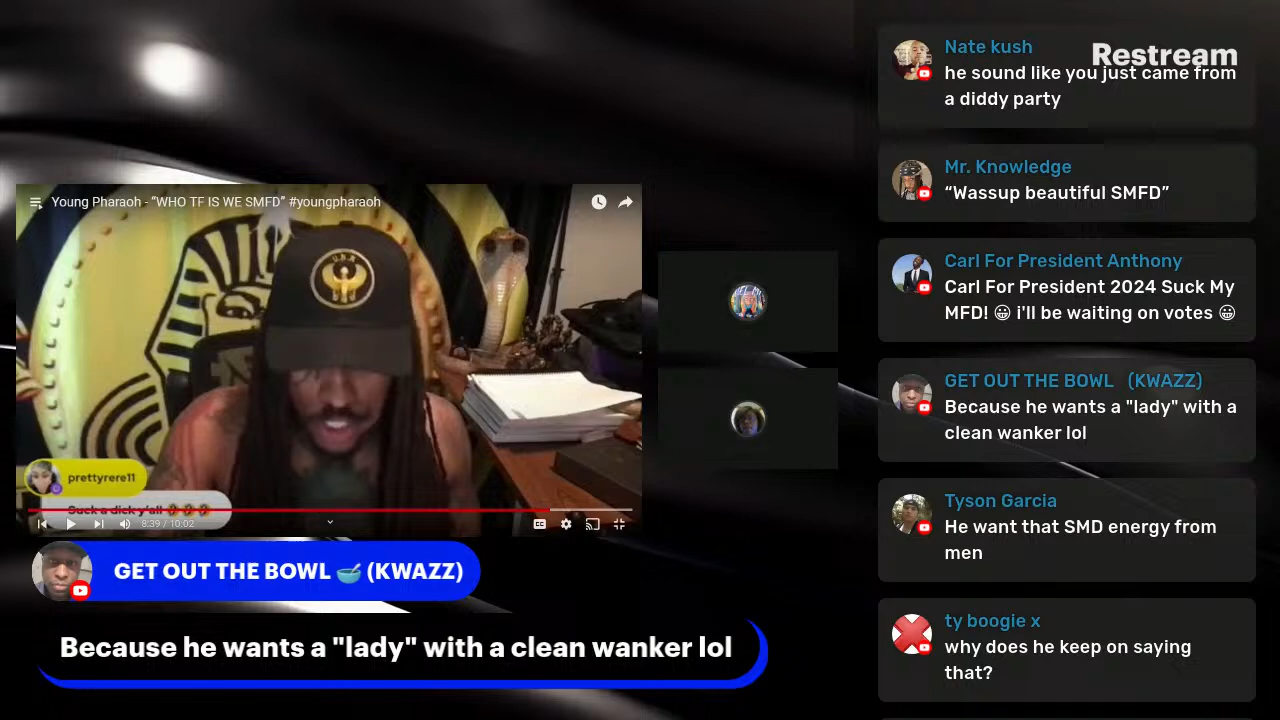 Restream
Nate kush
he sound like you just came from
a diddy party
Mr. Knowledge
“Wassup beautiful SMFD”
Carl For President Anthony
Carl For President 2024 Suck My
MFD! 😀 i'll be waiting on votes 😀
GET OUT THE BOWL (KWAZZ)
Because he wants a "lady" with a
clean wanker lol
Tyson Garcia
He want that SMD energy from
men
ty boogie x
why does he keep on saying
that?
Young Pharaoh - “WHO TF IS WE SMFD” #youngpharaoh
U.B.N
prettyrere11
Suck a dick y'all 🤣🤣🤣
8:39 / 10:02
CC
GET OUT THE BOWL 🥣 (KWAZZ)
Because he wants a "lady" with a clean wanker lol